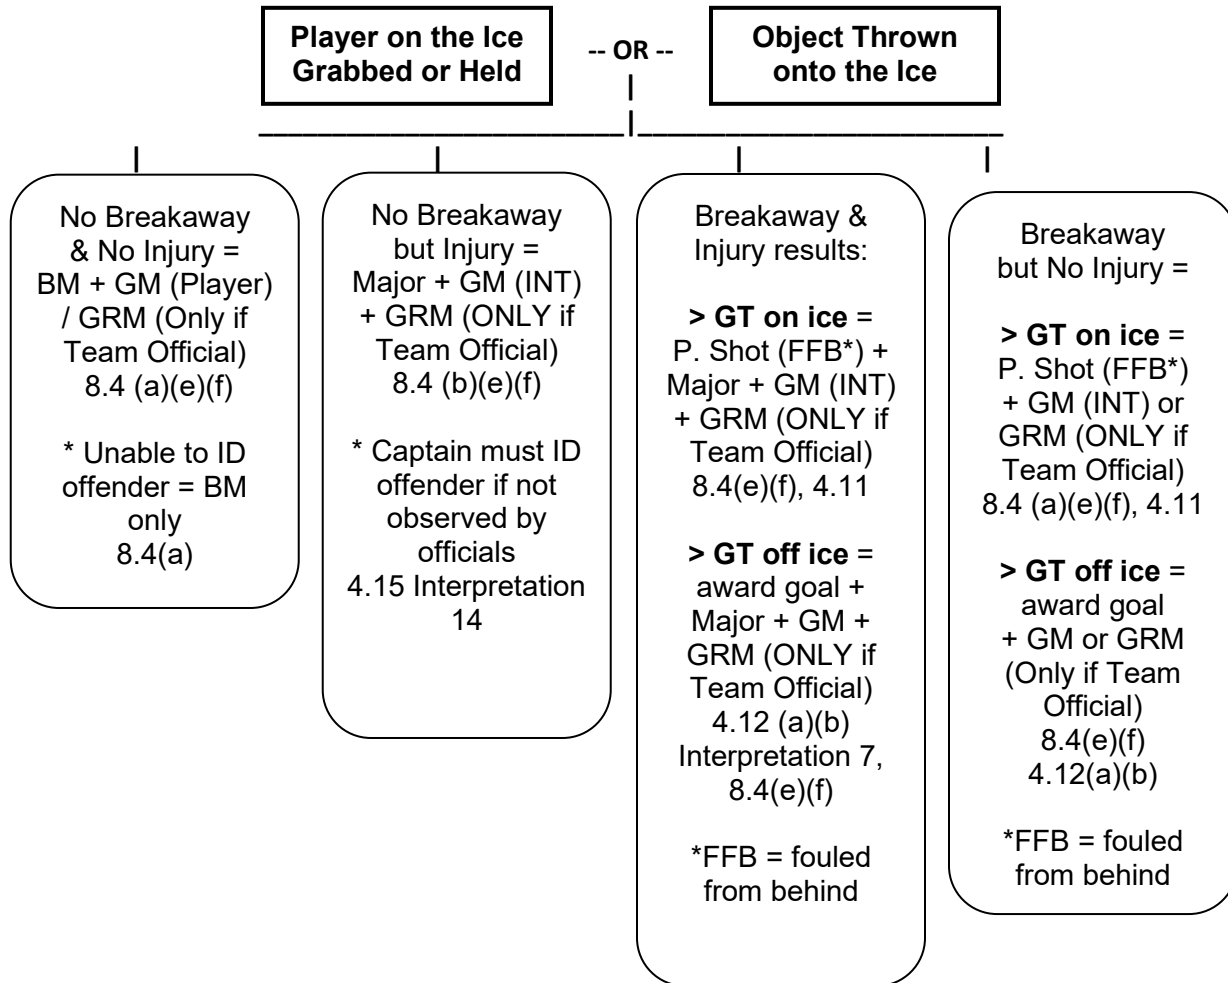 Player on the Ice
Grabbed or Held
-- OR --
Object Thrown
onto the Ice
No Breakaway
& No Injury =
BM + GM (Player)
/ GRM (Only if
Team Official)
8.4 (a)(e)(f)
* Unable to ID
offender = BM
only
8.4(a)
No Breakaway
but Injury =
Major + GM (INT)
+ GRM (ONLY if
Team Official)
8.4 (b)(e)(f)
* Captain must ID
offender if not
observed by
officials
4.15 Interpretation
14
Breakaway &
Injury results:
> GT on ice =
P. Shot (FFB*) +
Major + GM (INT)
+ GRM (ONLY if
Team Official)
8.4(e)(f), 4.11
> GT off ice =
award goal +
Major + GM +
GRM (ONLY if
Team Official)
4.12 (a)(b)
Interpretation 7,
8.4(e)(f)
*FFB = fouled
from behind
Breakaway
but No Injury =
> GT on ice =
P. Shot (FFB*)
+ GM (INT) or
GRM (ONLY if
Team Official)
8.4 (a)(e)(f), 4.11
> GT off ice =
award goal
+ GM or GRM
(Only if Team
Official)
8.4(e)(f)
4.12(a)(b)
*FFB = fouled
from behind